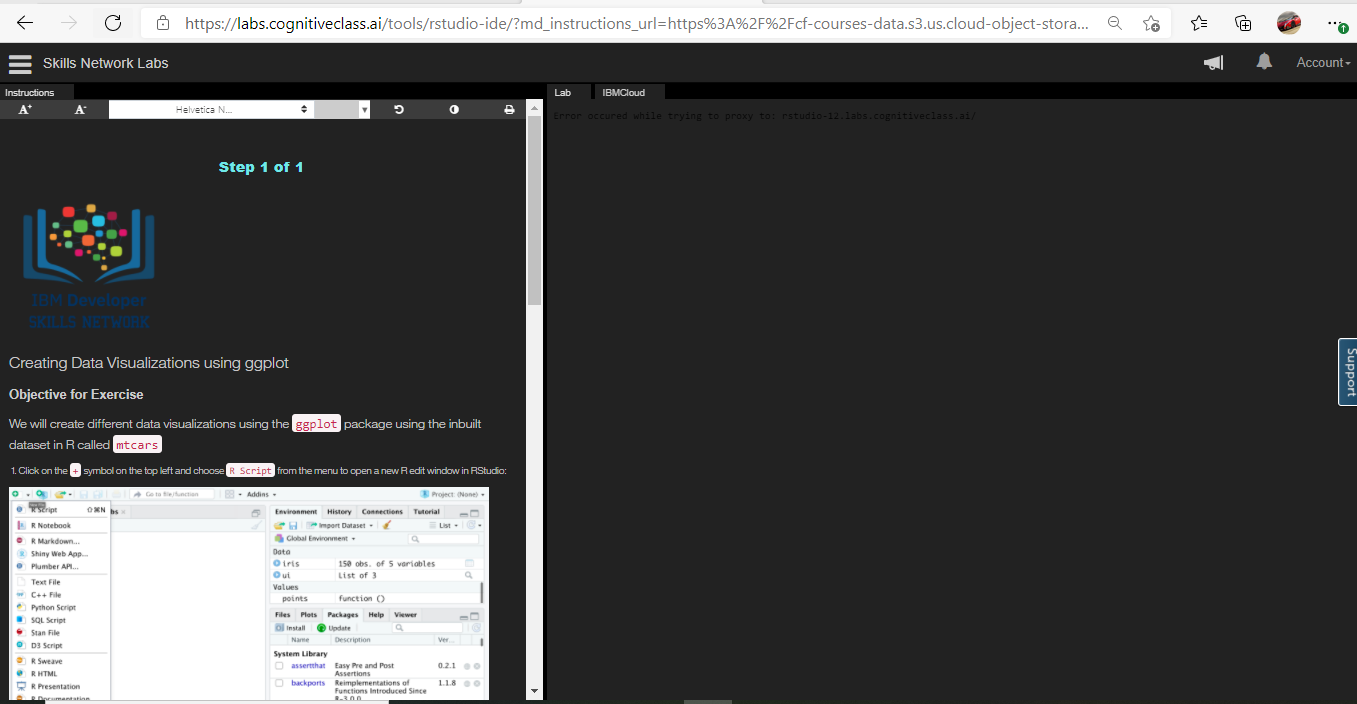 https://labs.cognitiveclass.ai/tools/rstudio-ide/?md_instructions_url=https%3A%2F%2Fcf-courses-data.s3.us.cloud-object-stora...
Skills Network Labs
Account
Instructions
Lab
IBMCloud
A+
A-
Helvetica N...
Error occured while trying to proxy to: rstudio-12.labs.cognitiveclass.ai/
Step 1 of 1
IBM Developer
SKILLS NETWORK
Support
Creating Data Visualizations using ggplot
Objective for Exercise
We will create different data visualizations using the ggplot package using the inbuilt
dataset in R called mtcars
1. Click on the + symbol on the top left and choose R Script from the menu to open a new R edit window in RStudio:
Go to file/function
Addins
Project: (None)
R Script ⇧⌘N
R Notebook
R Markdown...
Shiny Web App...
Plumber API...
Text File
C++ File
Python Script
SQL Script
Stan File
D3 Script
R Sweave
R HTML
R Presentation
R Documentation
Environment History Connections Tutorial
Import Dataset
List
Global Environment
Data
iris 150 obs. of 5 variables
ui List of 3
Values
points function ()
Files Plots Packages Help Viewer
Install Update
Name Description Ver...
System Library
assertthat Easy Pre and Post 0.2.1
Assertions
backports Reimplementations of 1.1.8
Functions Introduced Since
R-3.0.0